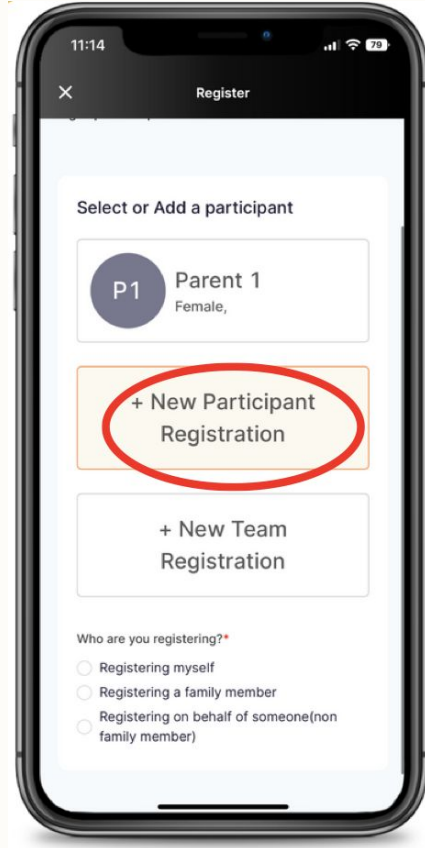 11:14
79
Register
Select or Add a participant
P1
Parent 1
Female,
+ New Participant
Registration
+ New Team
Registration
Who are you registering?*
Registering myself
Registering a family member
Registering on behalf of someone(non
family member)